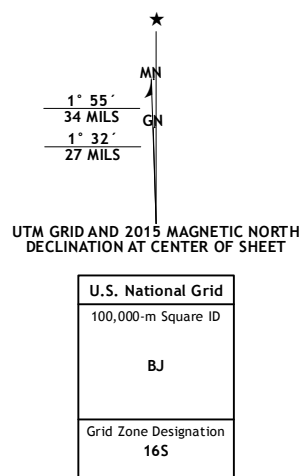 ★
MN
1° 55´
34 MILS
GN
1° 32´
27 MILS
UTM GRID AND 2015 MAGNETIC NORTH
DECLINATION AT CENTER OF SHEET
U.S. National Grid
100,000-m Square ID
BJ
Grid Zone Designation
16S